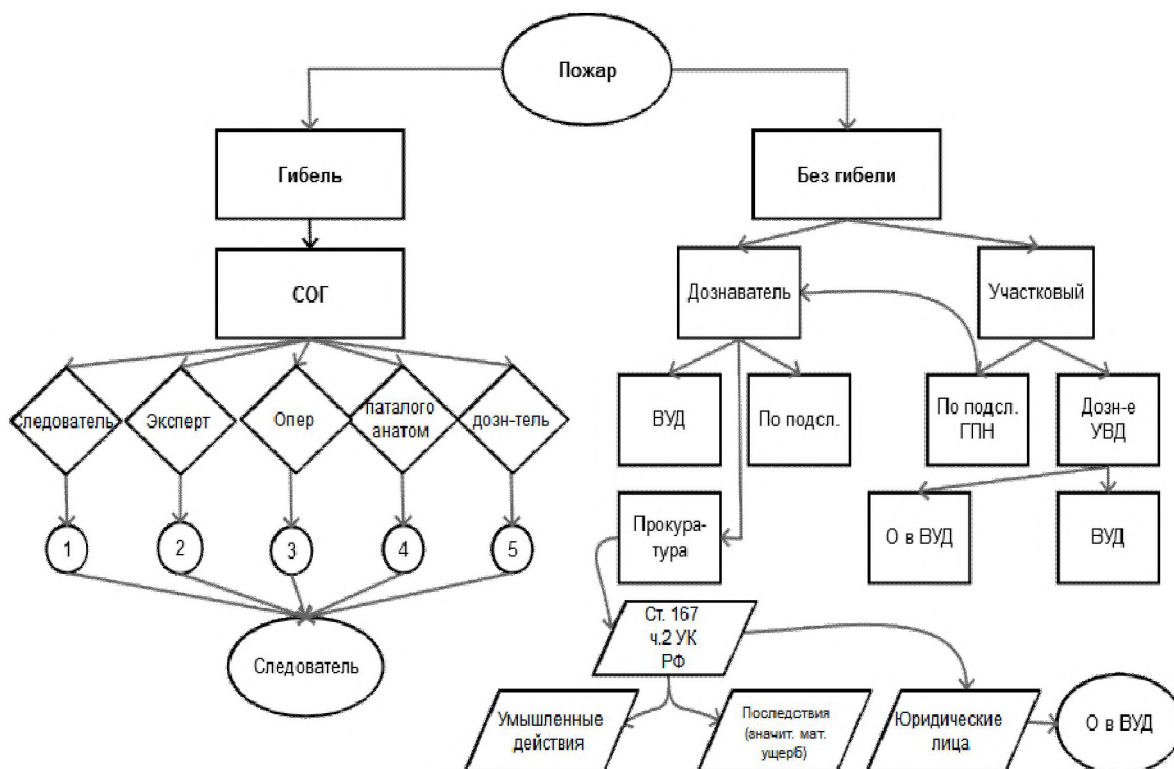 Пожар
Гибель
Без гибели
СОГ
Дознаватель
Участковый
Следователь
Эксперт
Опер
паталого
анатом
дозн-тель
ВУД
По подсл.
По подсл.
ГПН
Дозн-е
УВД
1
2
3
4
5
Прокура-
тура
О в ВУД
ВУД
Следователь
Ст. 167
ч.2 УК
РФ
Умышленные
действия
Последствия
(значит. мат.
ущерб)
Юридические
лица
О в ВУД